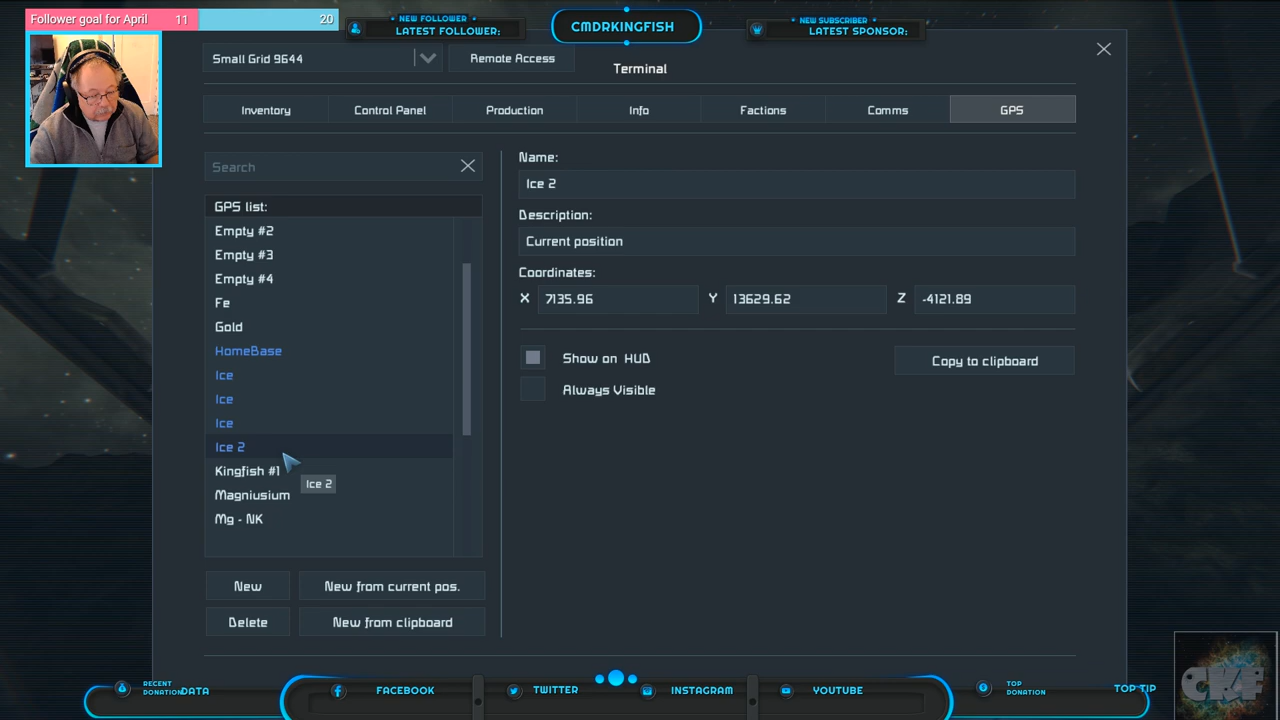 Follower goal for April 11 20
NEW FOLLOWER
LATEST FOLLOWER:
CMDRKINGFISH
NEW SUBSCRIBER
LATEST SPONSOR:
Small Grid 9644
Remote Access
Terminal
Inventory
Control Panel
Production
Info
Factions
Comms
GPS
Search
GPS list:
Empty #2
Empty #3
Empty #4
Fe
Gold
HomeBase
Ice
Ice
Ice
Ice 2
Kingfish #1
Ice 2
Magniusium
Mg - NK
New
New from current pos.
Delete
New from clipboard
Name:
Ice 2
Description:
Current position
Coordinates:
X 7135.96 Y 13629.62 Z -4121.89
Show on HUD
Copy to clipboard
Always Visible
RECENT
DONATION
DATA
FACEBOOK
TWITTER
INSTAGRAM
YOUTUBE
TOP
DONATION
TOP TIP
CKF